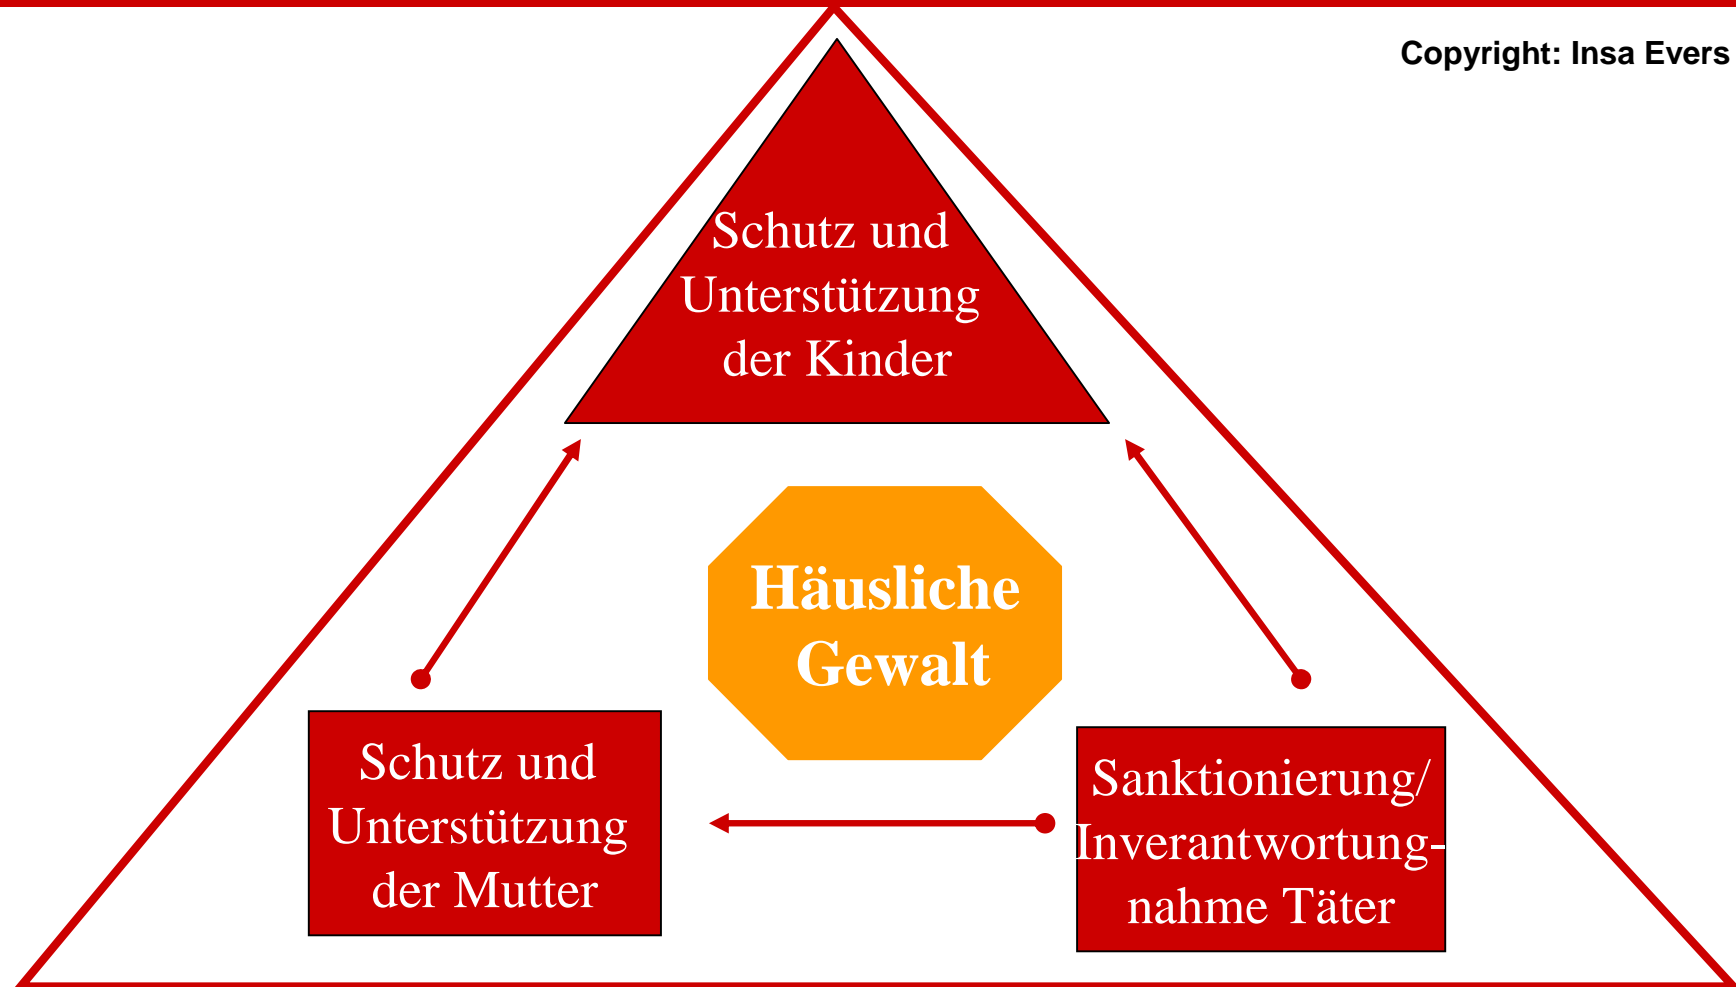 Copyright: Insa Evers
Schutz und
Unterstützung
der Kinder
Häusliche
Gewalt
Schutz und
Unterstützung
der Mutter
Sanktionierung/
Inverantwortung-
nahme Täter